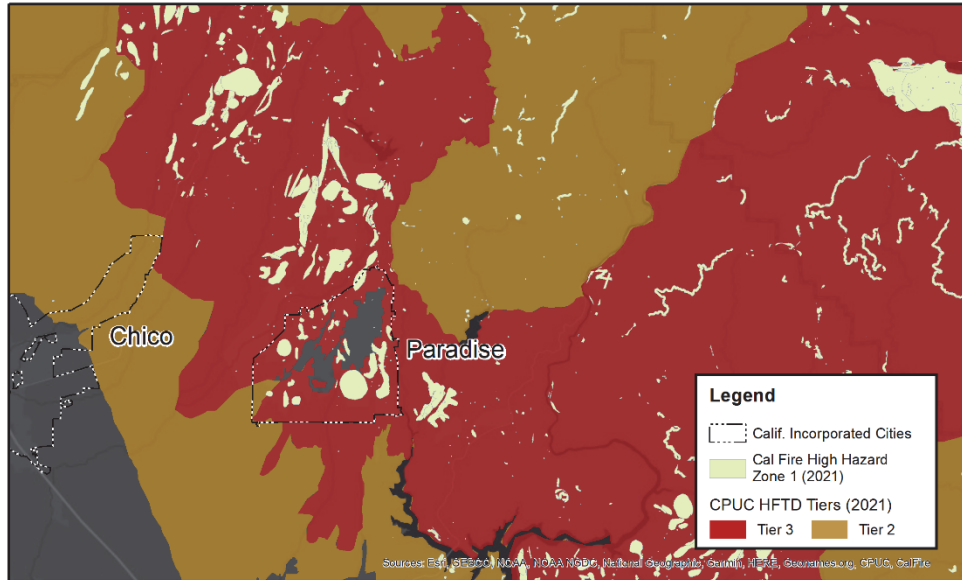 Chico
Paradise
Legend
Calif. Incorporated Cities
Cal Fire High Hazard
Zone 1 (2021)
CPUC HFTD Tiers (2021)
Tier 3
Tier 2
Sources: Esri, GEBCO, NOAA, NOAA NGDC, National Geographic, Garmin, HERE, Geonames.org, CPUC, CalFire